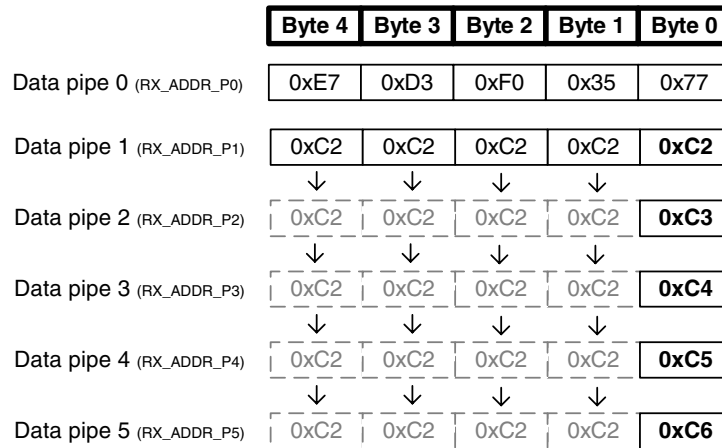 Byte 4 Byte 3 Byte 2 Byte 1 Byte 0
Data pipe 0 (RX_ADDR_P0) 0xE7 0xD3 0xF0 0x35 0x77
Data pipe 1 (RX_ADDR_P1) 0xC2 0xC2 0xC2 0xC2 0xC2
Data pipe 2 (RX_ADDR_P2) 0xC2 0xC2 0xC2 0xC2 0xC3
Data pipe 3 (RX_ADDR_P3) 0xC2 0xC2 0xC2 0xC2 0xC4
Data pipe 4 (RX_ADDR_P4) 0xC2 0xC2 0xC2 0xC2 0xC5
Data pipe 5 (RX_ADDR_P5) 0xC2 0xC2 0xC2 0xC2 0xC6